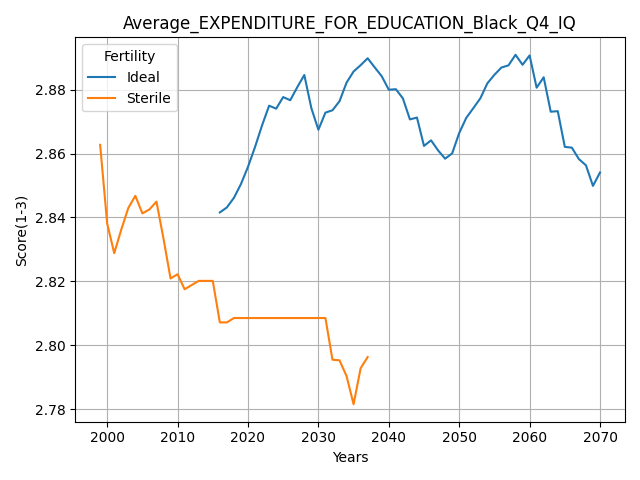 Average_EXPENDITURE_FOR_EDUCATION_Black_Q4_IQ
Fertility
Ideal
Sterile
Score(1-3)
2.88
2.86
2.84
2.82
2.80
2.78
2000 2010 2020 2030 2040 2050 2060 2070
Years